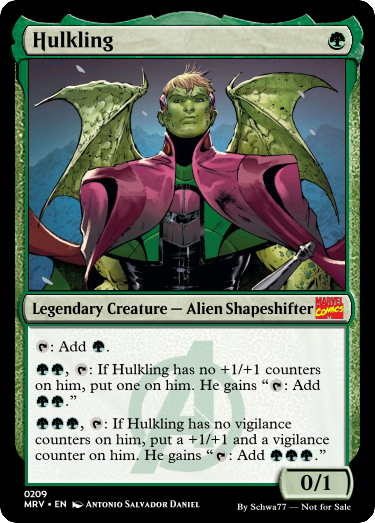 Hulkling
Legendary Creature — Alien Shapeshifter
MARVEL
COMICS
: Add .
, : If Hulkling has no +1/+1 counters
on him, put one on him. He gains “: Add
.”
, : If Hulkling has no vigilance
counters on him, put a +1/+1 and a vigilance
counter on him. He gains “: Add .”
0/1
0209
MRV • EN Antonio Salvador Daniel
By Schwa77 — Not for Sale